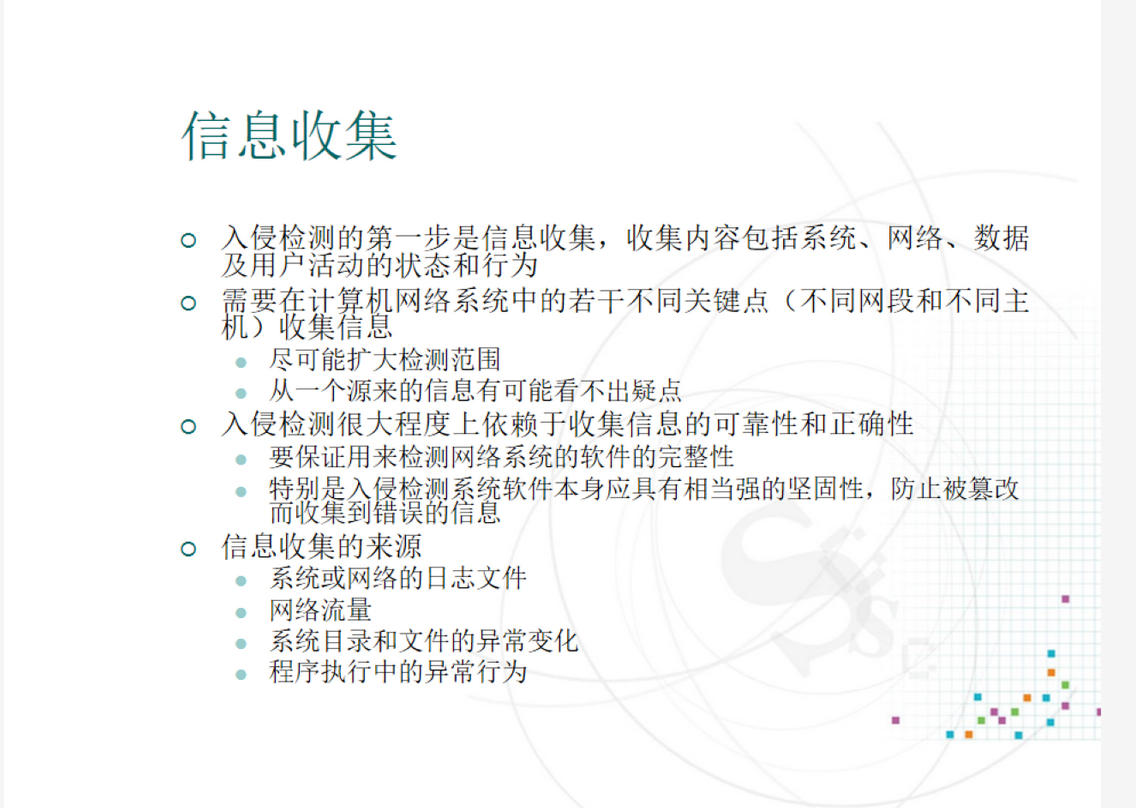 信息收集
入侵检测的第一步是信息收集，收集内容包括系统、网络、数据
及用户活动的状态和行为
需要在计算机网络系统中的若干不同关键点（不同网段和不同主
机）收集信息
尽可能扩大检测范围
从一个源来的信息有可能看不出疑点
入侵检测很大程度上依赖于收集信息的可靠性和正确性
要保证用来检测网络系统的软件的完整性
特别是入侵检测系统软件本身应具有相当强的坚固性，防止被篡改
而收集到错误的信息
信息收集的来源
系统或网络的日志文件
网络流量
系统目录和文件的异常变化
程序执行中的异常行为